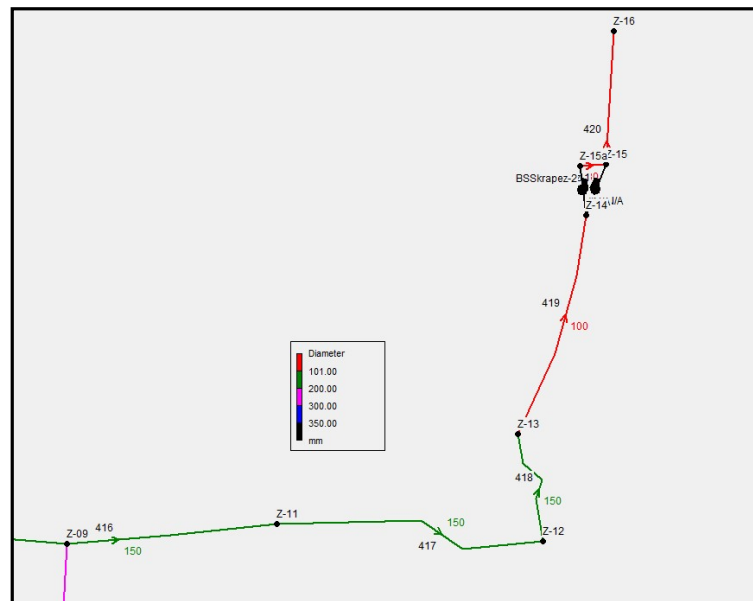 Z-16
420
Z-15a
Z-15
BSSkrapez-2
Z-14
N/A
419
100
Diameter
101.00
200.00
300.00
350.00
mm
Z-13
418
150
Z-11
150
Z-12
416
Z-09
150
417